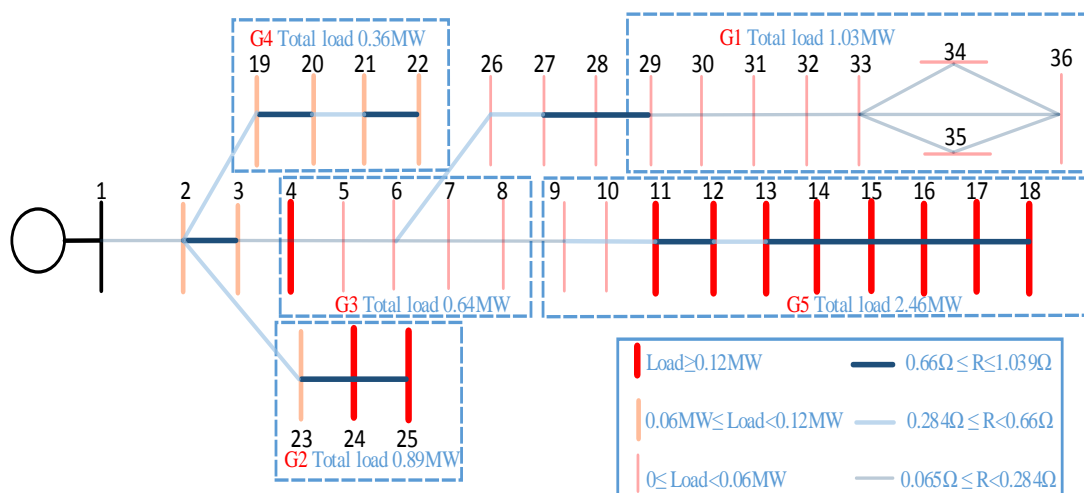 G4 Total load 0.36MW
19 20 21 22
26 27 28
G1 Total load 1.03MW
29 30 31 32 33 34 36
35
1 2 3
4 5 6 7 8
G3 Total load 0.64MW
9 10 11 12 13 14 15 16 17 18
G5 Total load 2.46MW
23 24 25
G2 Total load 0.89MW
Load≥0.12MW
0.66Ω≤R≤1.039Ω
0.06MW≤Load<0.12MW
0.284Ω≤R<0.66Ω
0≤Load<0.06MW
0.065Ω≤R<0.284Ω